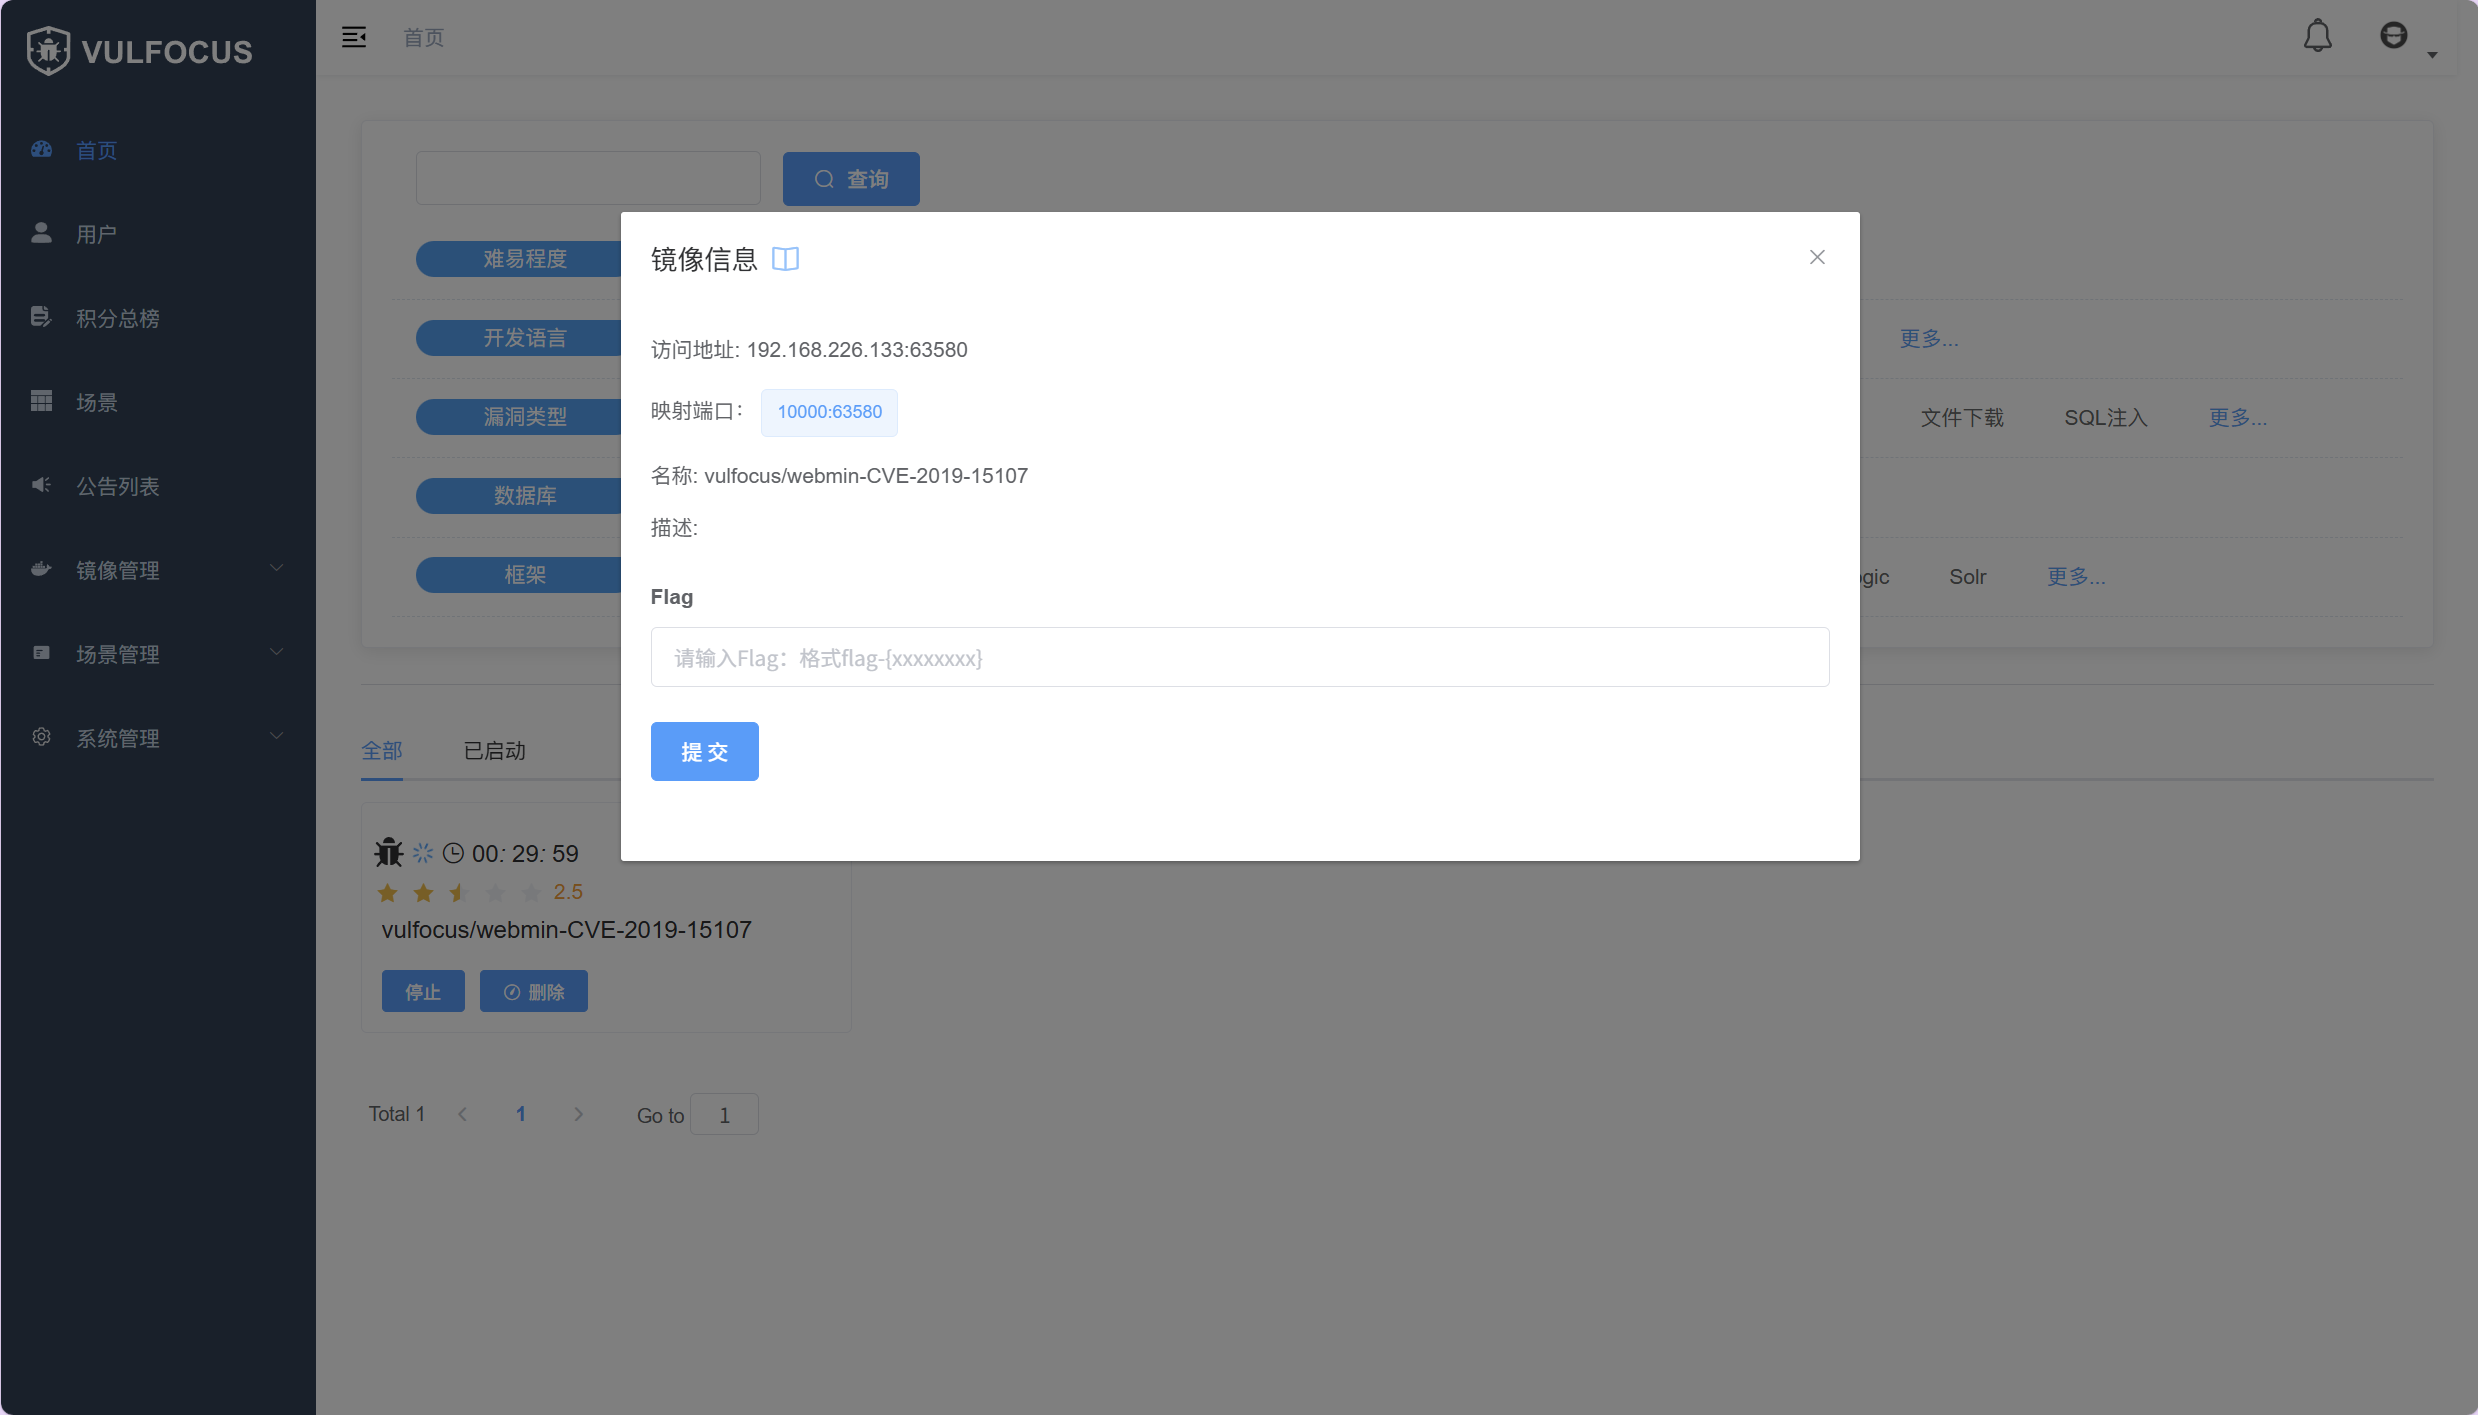 VULFOCUS
首页
首页
用户
积分总榜
场景
公告列表
镜像管理
场景管理
系统管理
查询
难易程度
开发语言
更多...
漏洞类型
文件下载 SQL注入 更多...
数据库
框架
ogic Solr 更多...
镜像信息
访问地址: 192.168.226.133:63580
映射端口： 10000:63580
名称: vulfocus/webmin-CVE-2019-15107
描述:
Flag
请输入Flag：格式flag-{xxxxxxxx}
提 交
全部 已启动
00: 29: 59
2.5
vulfocus/webmin-CVE-2019-15107
停止 删除
Total 1 1 Go to 1